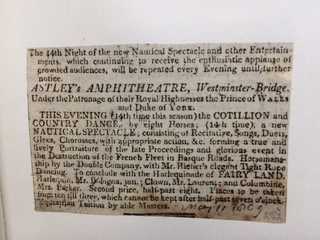 The 14th Night of the new Nautical Spectacle and other Entertain-
ments, which continuing to receive the enthusiastic applause of
crowded audiences, will be repeated every Evening until further
notice.
ASTLEY's AMPHITHEATRE, Westminster-Bridge,
Under the Patronage of their Royal Highnesses the Prince of WALES
and Duke of YORK.
THIS EVENING (14th time this season) the COTILLION and
COUNTRY DANCE, by eight Horses; (14th time), a new
NAUTICAL SPECTACLE; consisting of Recitative, Songs, Duets,
Glees, Chorusses, with appropriate action, &c. forming a true and
lively Portraiture of the Late Proceedings and glorious event in
the Destruction of the French Fleet in Basque Roads. Horseman-
ship by the Double Company, with Mr. Richer's elegant Tight Rope
Dancing. To conclude with the Harlequinade of FAIRY LAND,
Harlequin, Mr. Bologna, jun.; Clown, Mr. Laurent; and Columbine,
Mrs. Parker. Second price, half-past eight. Places to be taken
from ten till three, which cannot be kept after half-past seven o'clock.
Equestrian Tuition by able Masters. May 11 1809